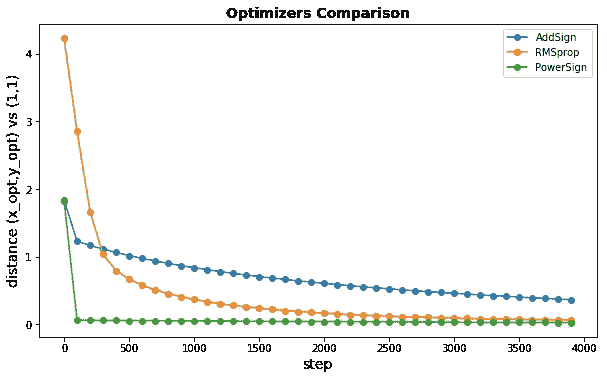 Optimizers Comparison
AddSign
RMSprop
PowerSign
distance (x_opt,y_opt) vs (1,1)
4
3
2
1
0
0 500 1000 1500 2000 2500 3000 3500 4000
step